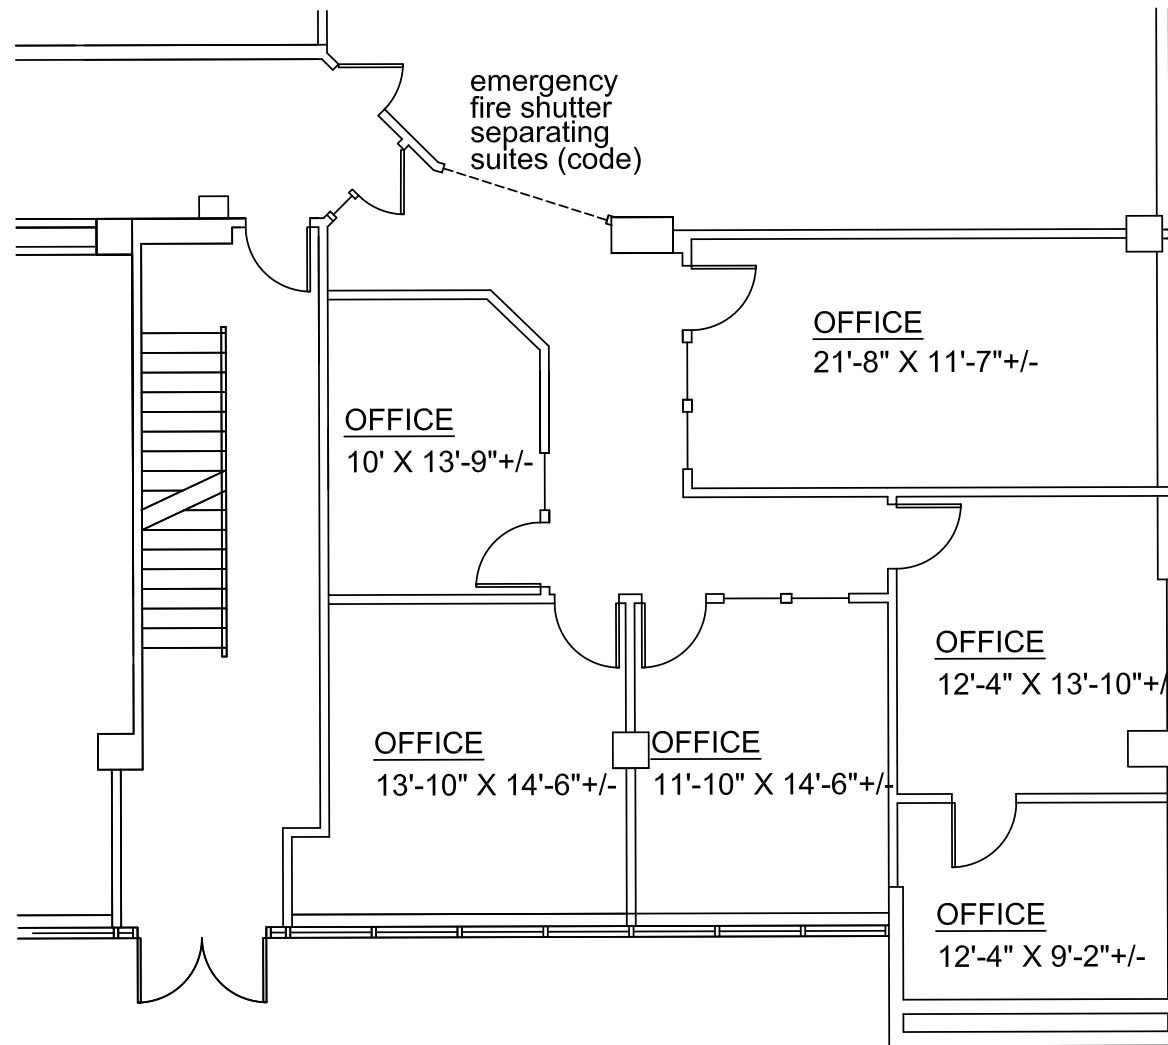 emergency
fire shutter
separating
suites (code)
OFFICE
21'-8" X 11'-7"+/-
OFFICE
10' X 13'-9"+/-
OFFICE
12'-4" X 13'-10"+/
OFFICE
13'-10" X 14'-6"+/-
OFFICE
11'-10" X 14'-6"+/-
OFFICE
12'-4" X 9'-2"+/-